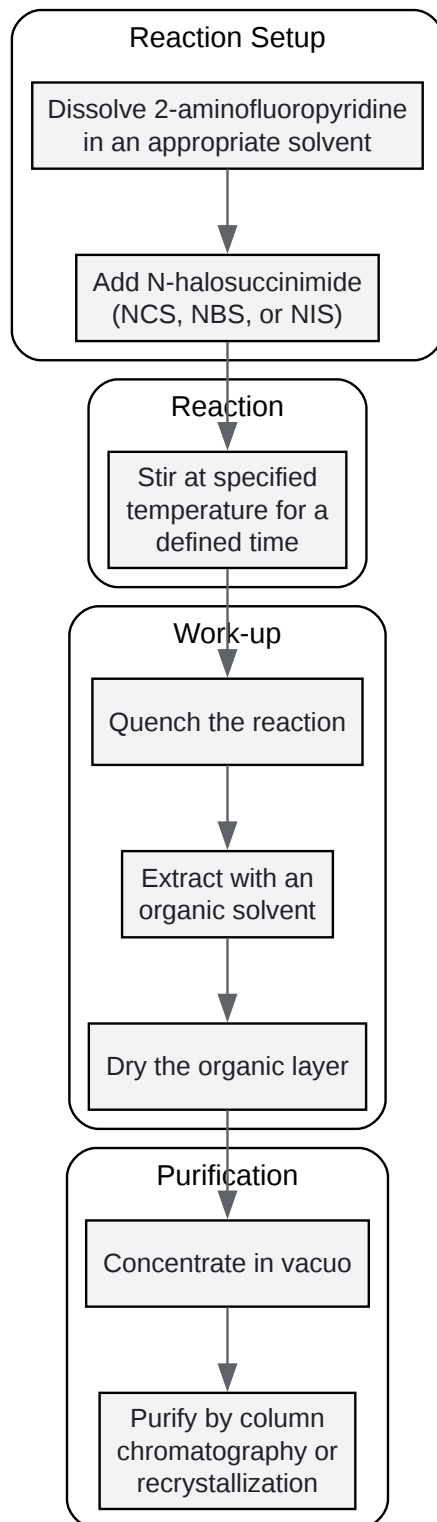 Reaction Setup
Dissolve 2-aminofluoropyridine
in an appropriate solvent
Add N-halosuccinimide
(NCS, NBS, or NIS)
Reaction
Stir at specified
temperature for a
defined time
Work-up
Quench the reaction
Extract with an
organic solvent
Dry the organic layer
Purification
Concentrate in vacuo
Purify by column
chromatography or
recrystallization